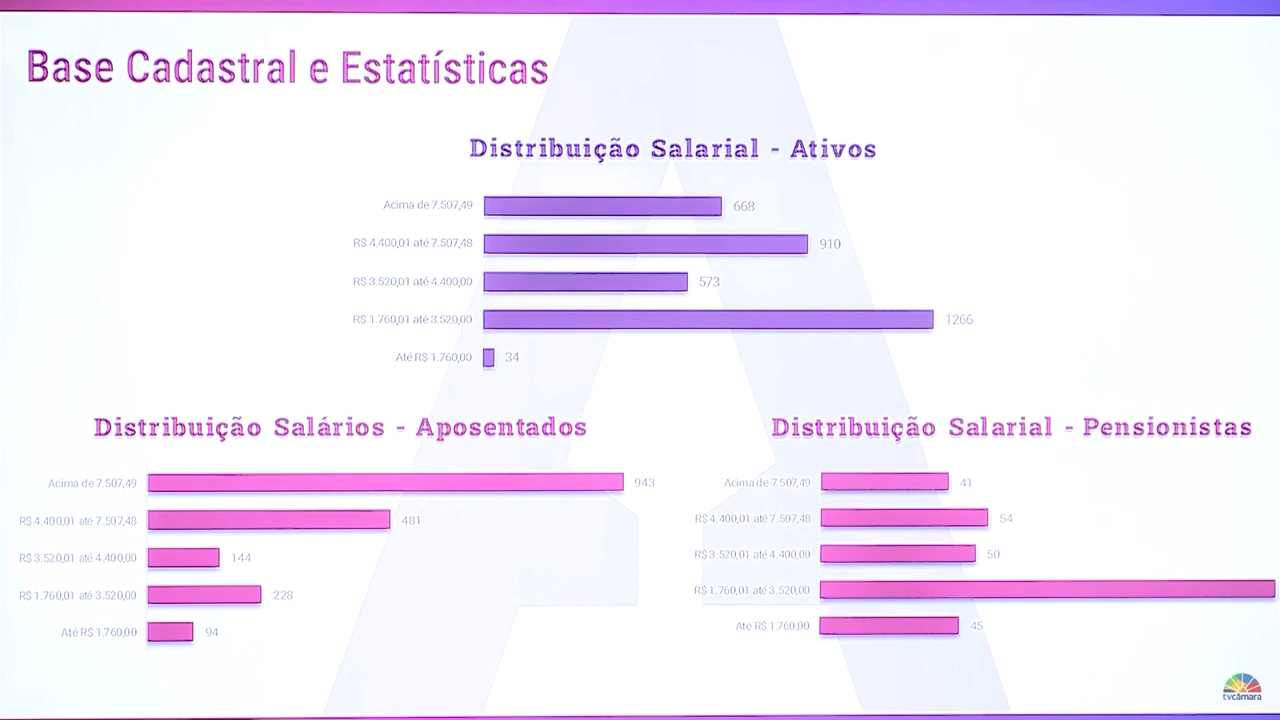 Base Cadastral e Estatísticas
Distribuição Salarial - Ativos
Acima de 7.507,49 668
R$ 4.400,01 até 7.507,48 910
R$ 3.520,01 até 4.400,00 573
R$ 1.760,01 até 3.520,00 1266
Até R$ 1.760,00 34
Distribuição Salários - Aposentados
Acima de 7.507,49 943
R$ 4.400,01 até 7.507,48 481
R$ 3.520,01 até 4.400,00 144
R$ 1.760,01 até 3.520,00 228
Até R$ 1.760,00 94
Distribuição Salarial - Pensionistas
Acima de 7.507,49 41
R$ 4.400,01 até 7.507,48 54
R$ 3.520,01 até 4.400,00 50
R$ 1.760,01 até 3.520,00
Até R$ 1.760,00 45
tvcâmara